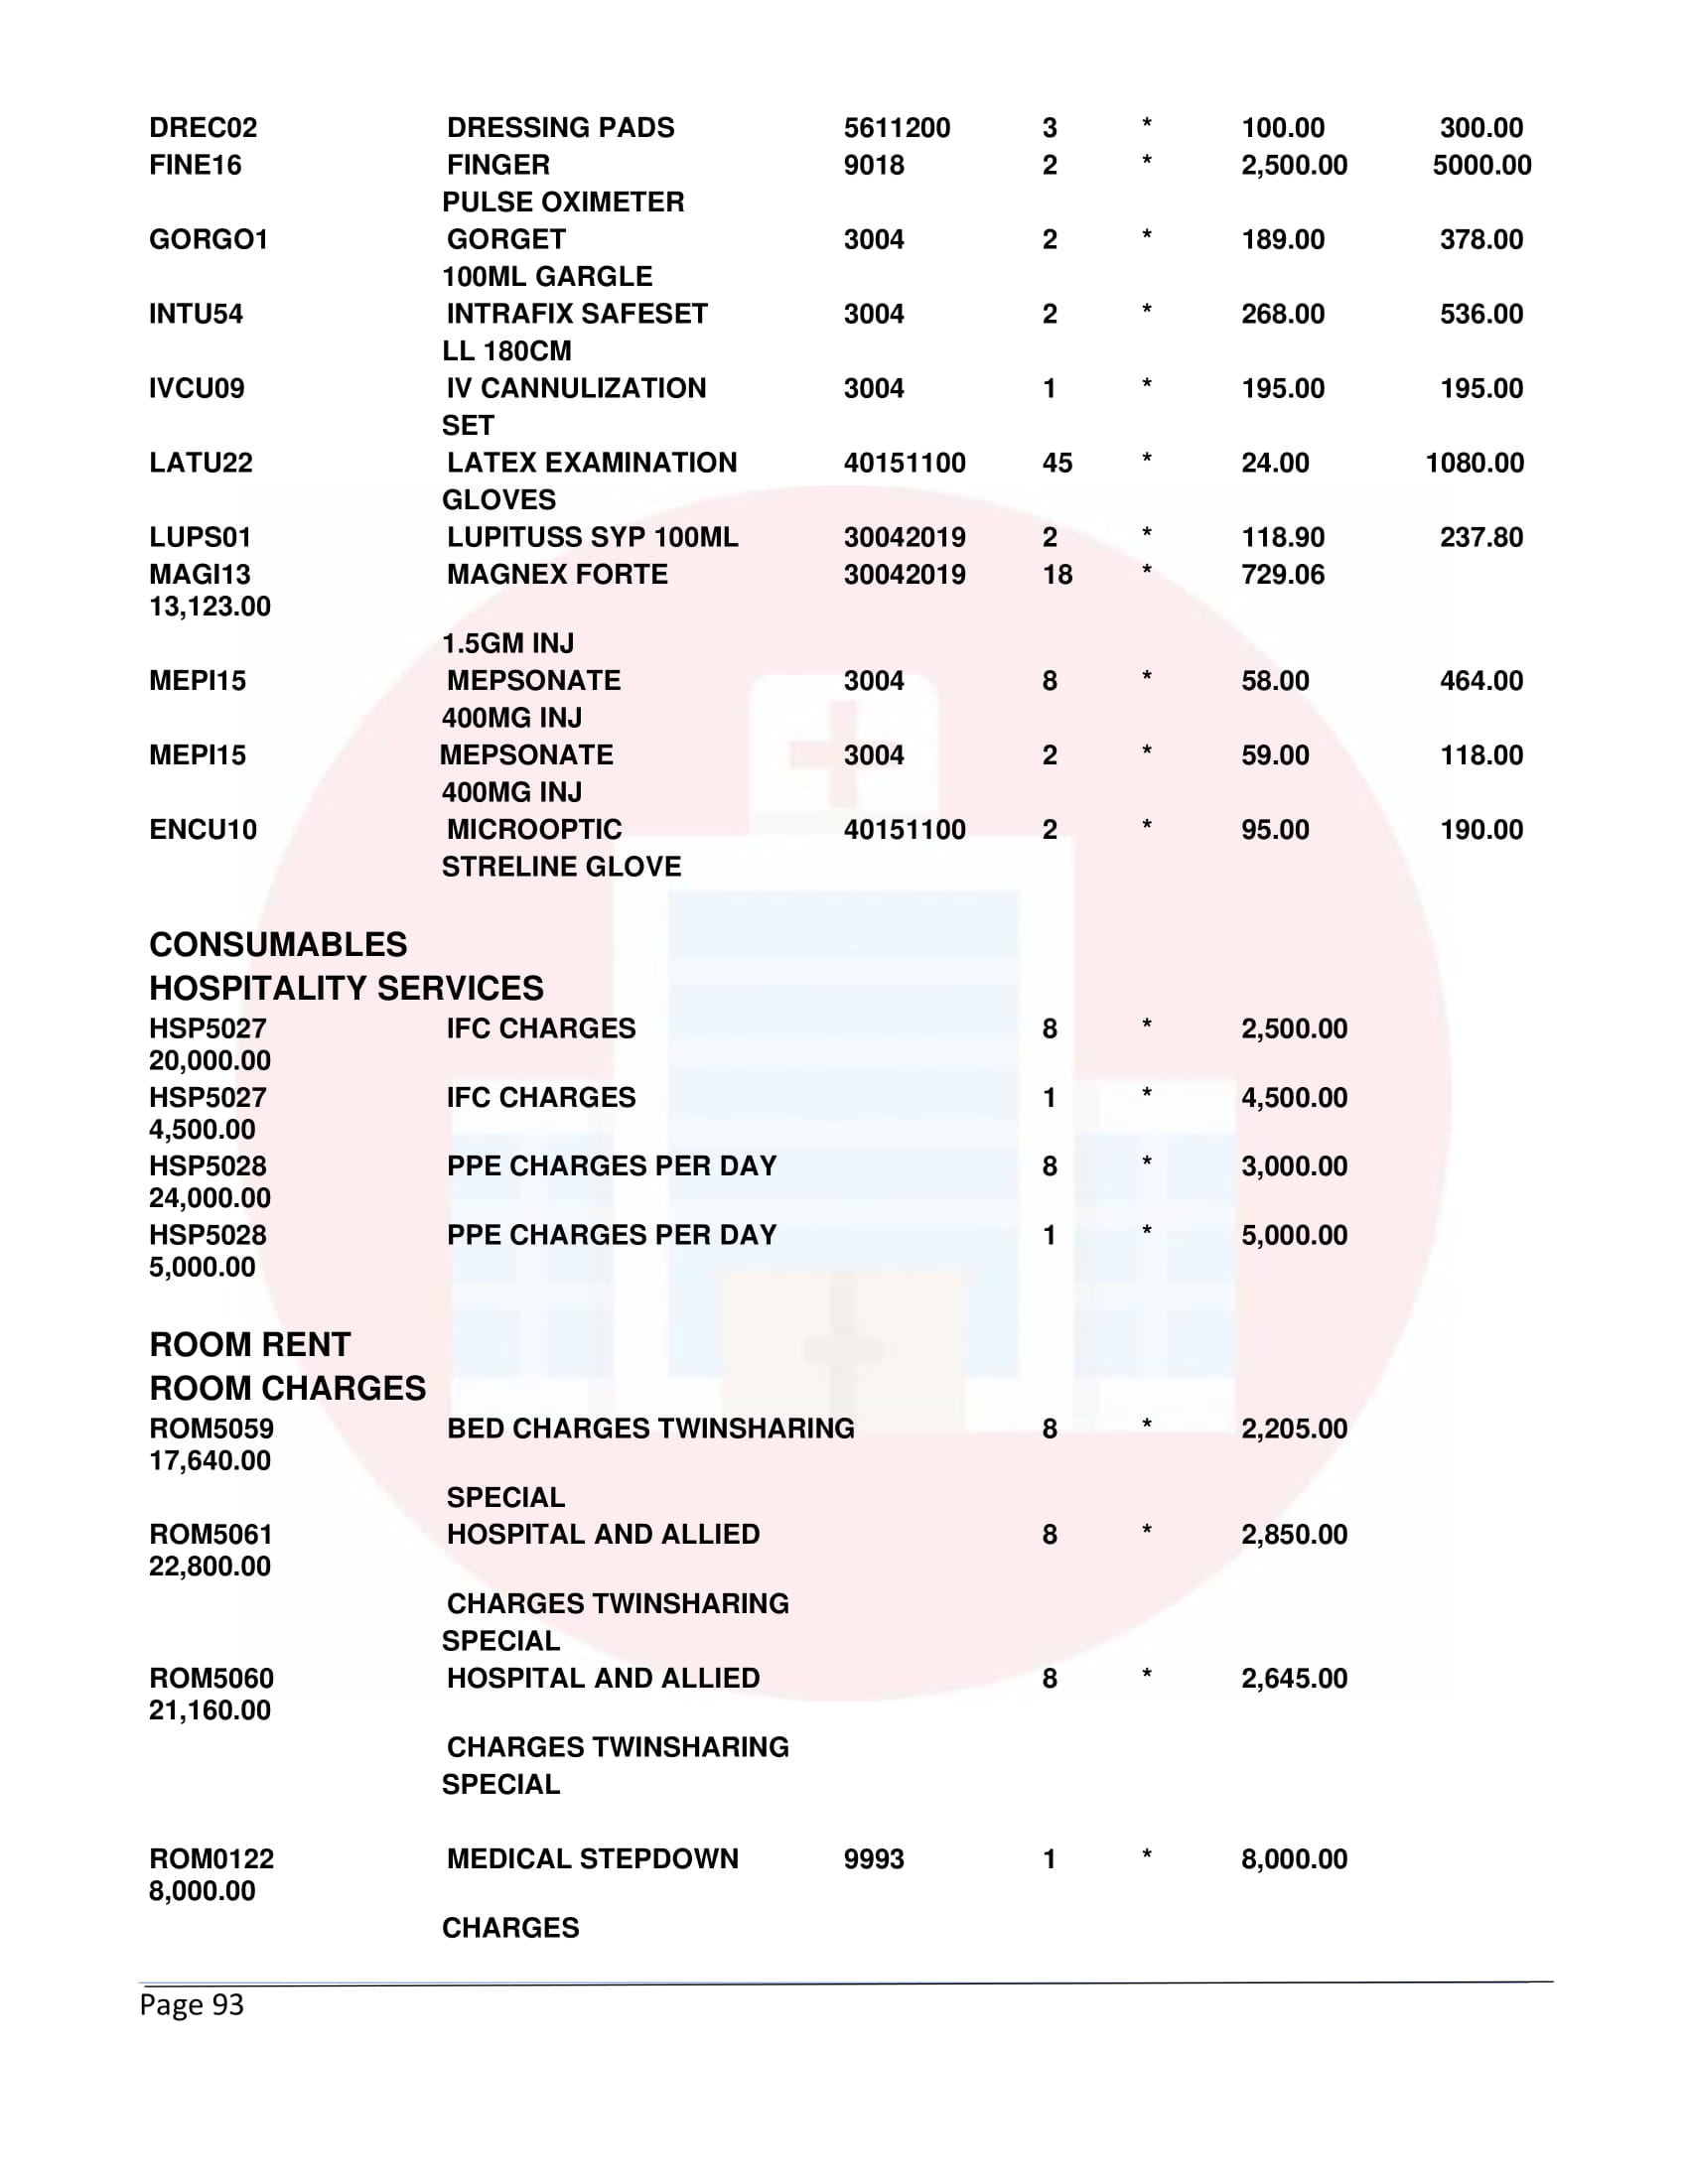 DREC02 DRESSING PADS 5611200 3 * 100.00 300.00
FINE16 FINGER 9018 2 * 2,500.00 5000.00
PULSE OXIMETER
GORGO1 GORGET 3004 2 * 189.00 378.00
100ML GARGLE
INTU54 INTRAFIX SAFESET 3004 2 * 268.00 536.00
LL 180CM
IVCU09 IV CANNULIZATION 3004 1 * 195.00 195.00
SET
LATU22 LATEX EXAMINATION 40151100 45 * 24.00 1080.00
GLOVES
LUPS01 LUPITUSS SYP 100ML 30042019 2 * 118.90 237.80
MAGI13 MAGNEX FORTE 30042019 18 * 729.06
13,123.00
1.5GM INJ
MEPI15 MEPSONATE 3004 8 * 58.00 464.00
400MG INJ
MEPI15 MEPSONATE 3004 2 * 59.00 118.00
400MG INJ
ENCU10 MICROOPTIC 40151100 2 * 95.00 190.00
STRELINE GLOVE
CONSUMABLES
HOSPITALITY SERVICES
HSP5027 IFC CHARGES 8 * 2,500.00
20,000.00
HSP5027 IFC CHARGES 1 * 4,500.00
4,500.00
HSP5028 PPE CHARGES PER DAY 8 * 3,000.00
24,000.00
HSP5028 PPE CHARGES PER DAY 1 * 5,000.00
5,000.00
ROOM RENT
ROOM CHARGES
ROM5059 BED CHARGES TWINSHARING 8 * 2,205.00
17,640.00
SPECIAL
ROM5061 HOSPITAL AND ALLIED 8 * 2,850.00
22,800.00
CHARGES TWINSHARING
SPECIAL
ROM5060 HOSPITAL AND ALLIED 8 * 2,645.00
21,160.00
CHARGES TWINSHARING
SPECIAL
ROM0122 MEDICAL STEPDOWN 9993 1 * 8,000.00
8,000.00
CHARGES
Page 93